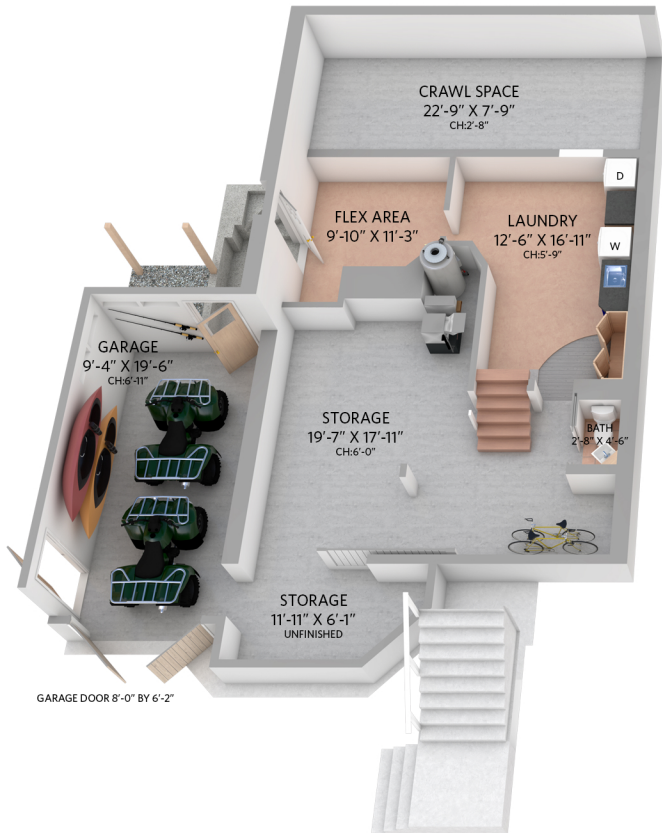 CRAWL SPACE
22'-9" X 7'-9"
CH:2'-8"
D
FLEX AREA
9'-10" X 11'-3"
LAUNDRY
12'-6" X 16'-11"
CH:5'-9"
W
GARAGE
9'-4" X 19'-6"
CH:6'-11"
STORAGE
19'-7" X 17'-11"
CH:6'-0"
BATH
2'-8" X 4'-6"
STORAGE
11'-11" X 6'-1"
UNFINISHED
GARAGE DOOR 8'-0" BY 6'-2"